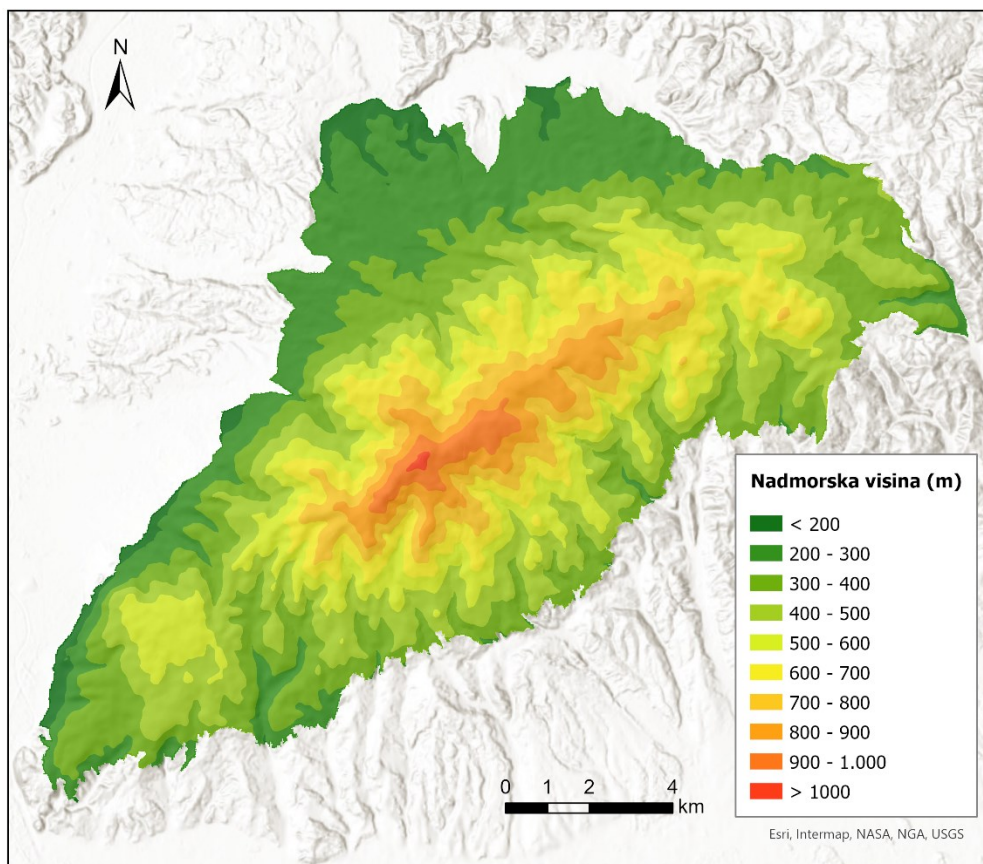 N
Nadmorska visina (m)
< 200
200 - 300
300 - 400
400 - 500
500 - 600
600 - 700
700 - 800
800 - 900
900 - 1.000
> 1000
0 1 2 4
km
Esri, Intermap, NASA, NGA, USGS